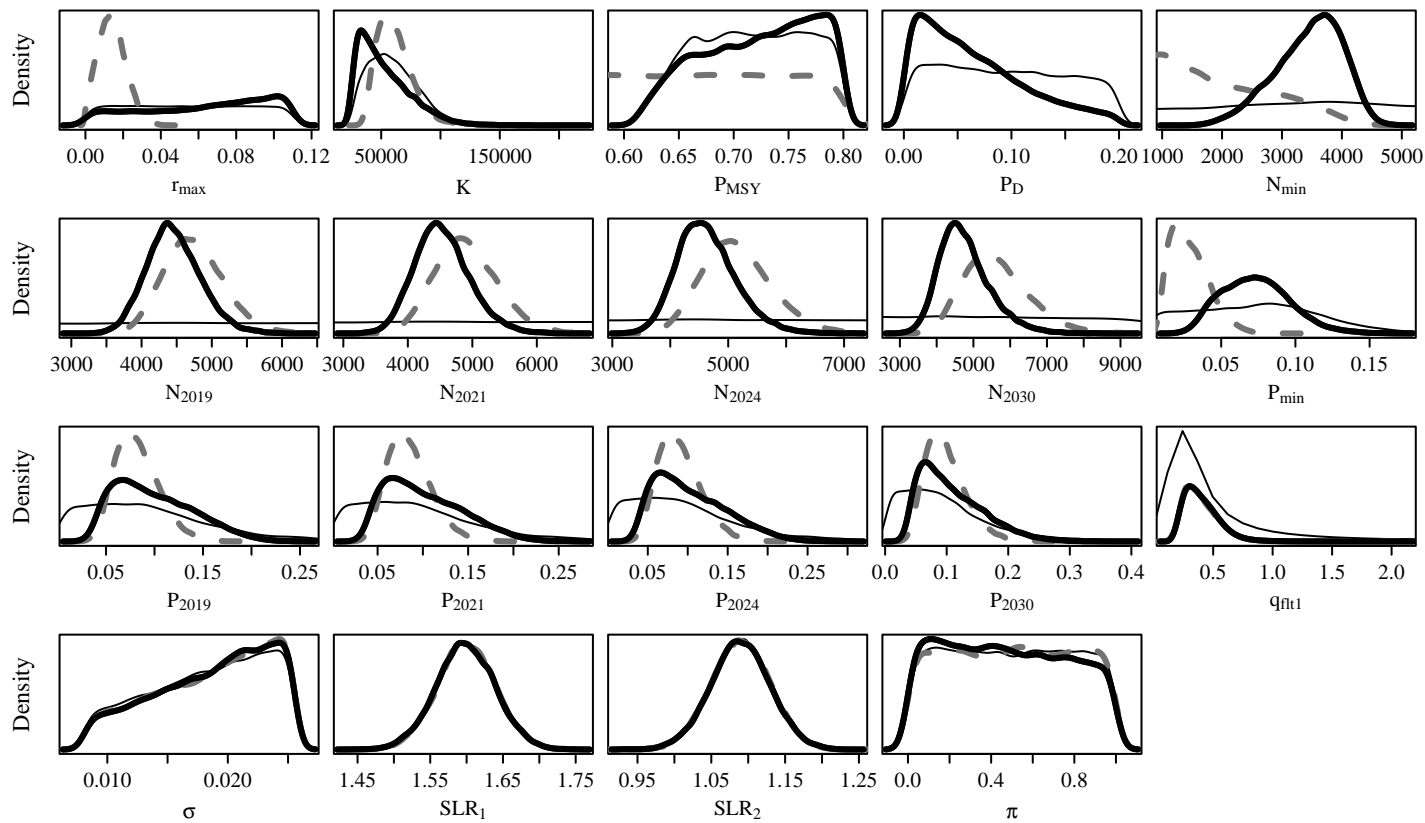 Density
0.00 0.04 0.08 0.12
r_max
50000 150000
K
0.60 0.65 0.70 0.75 0.80
P_MSY
0.00 0.10 0.20
P_D
1000 2000 3000 4000 5000
N_min
Density
3000 4000 5000 6000
N_2019
3000 4000 5000 6000
N_2021
3000 5000 7000
N_2024
3000 5000 7000 9000
N_2030
0.05 0.10 0.15
P_min
0.05 0.15 0.25
P_2019
0.05 0.15 0.25
P_2021
0.05 0.15 0.25
P_2024
0.0 0.1 0.2 0.3 0.4
P_2030
0.5 1.0 1.5 2.0
q_flt1
Density
0.010 0.020
σ
1.45 1.55 1.65 1.75
SLR_1
0.95 1.05 1.15 1.25
SLR_2
0.0 0.4 0.8
π